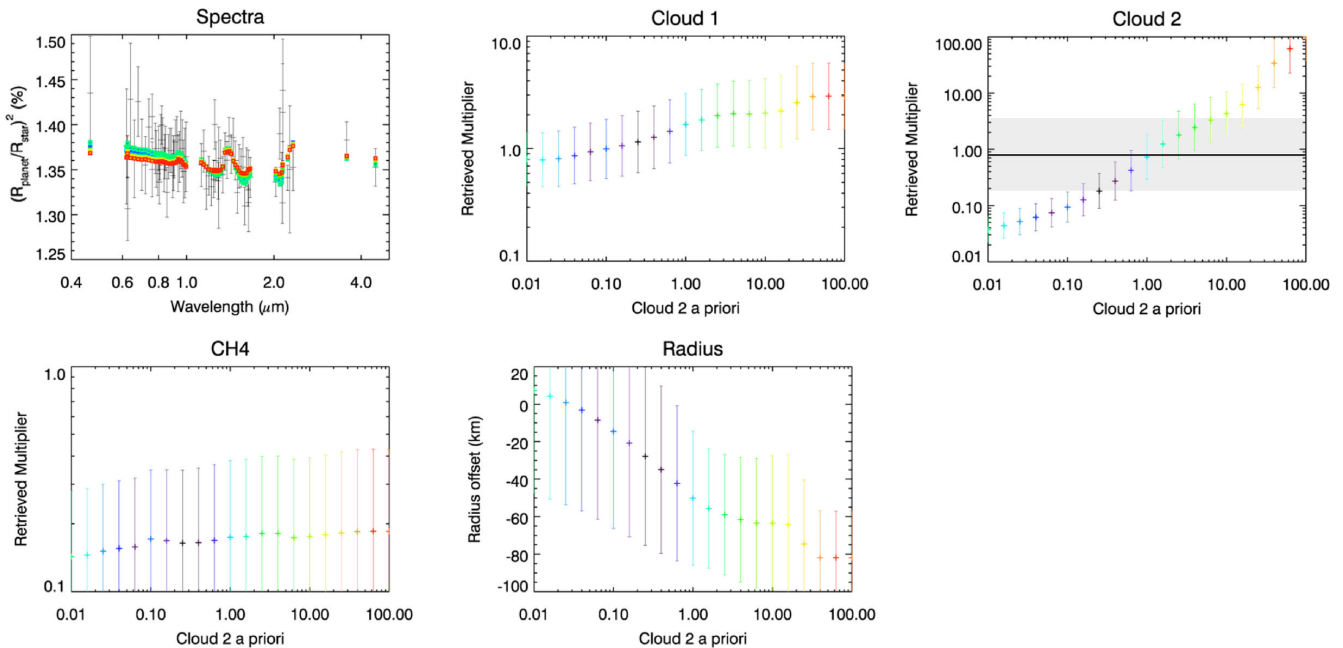 Spectra
(R_planet/R_star)² (%)
1.50
1.45
1.40
1.35
1.30
1.25
0.4 0.6 0.8 1.0 2.0 4.0
Wavelength (μm)
Cloud 1
Retrieved Multiplier
10.0
1.0
0.1
0.01 0.10 1.00 10.00 100.00
Cloud 2 a priori
Cloud 2
Retrieved Multiplier
100.00
10.00
1.00
0.10
0.01
0.01 0.10 1.00 10.00 100.00
Cloud 2 a priori
CH4
Retrieved Multiplier
1.0
0.1
0.01 0.10 1.00 10.00 100.00
Cloud 2 a priori
Radius
Radius offset (km)
20
0
-20
-40
-60
-80
-100
0.01 0.10 1.00 10.00 100.00
Cloud 2 a priori